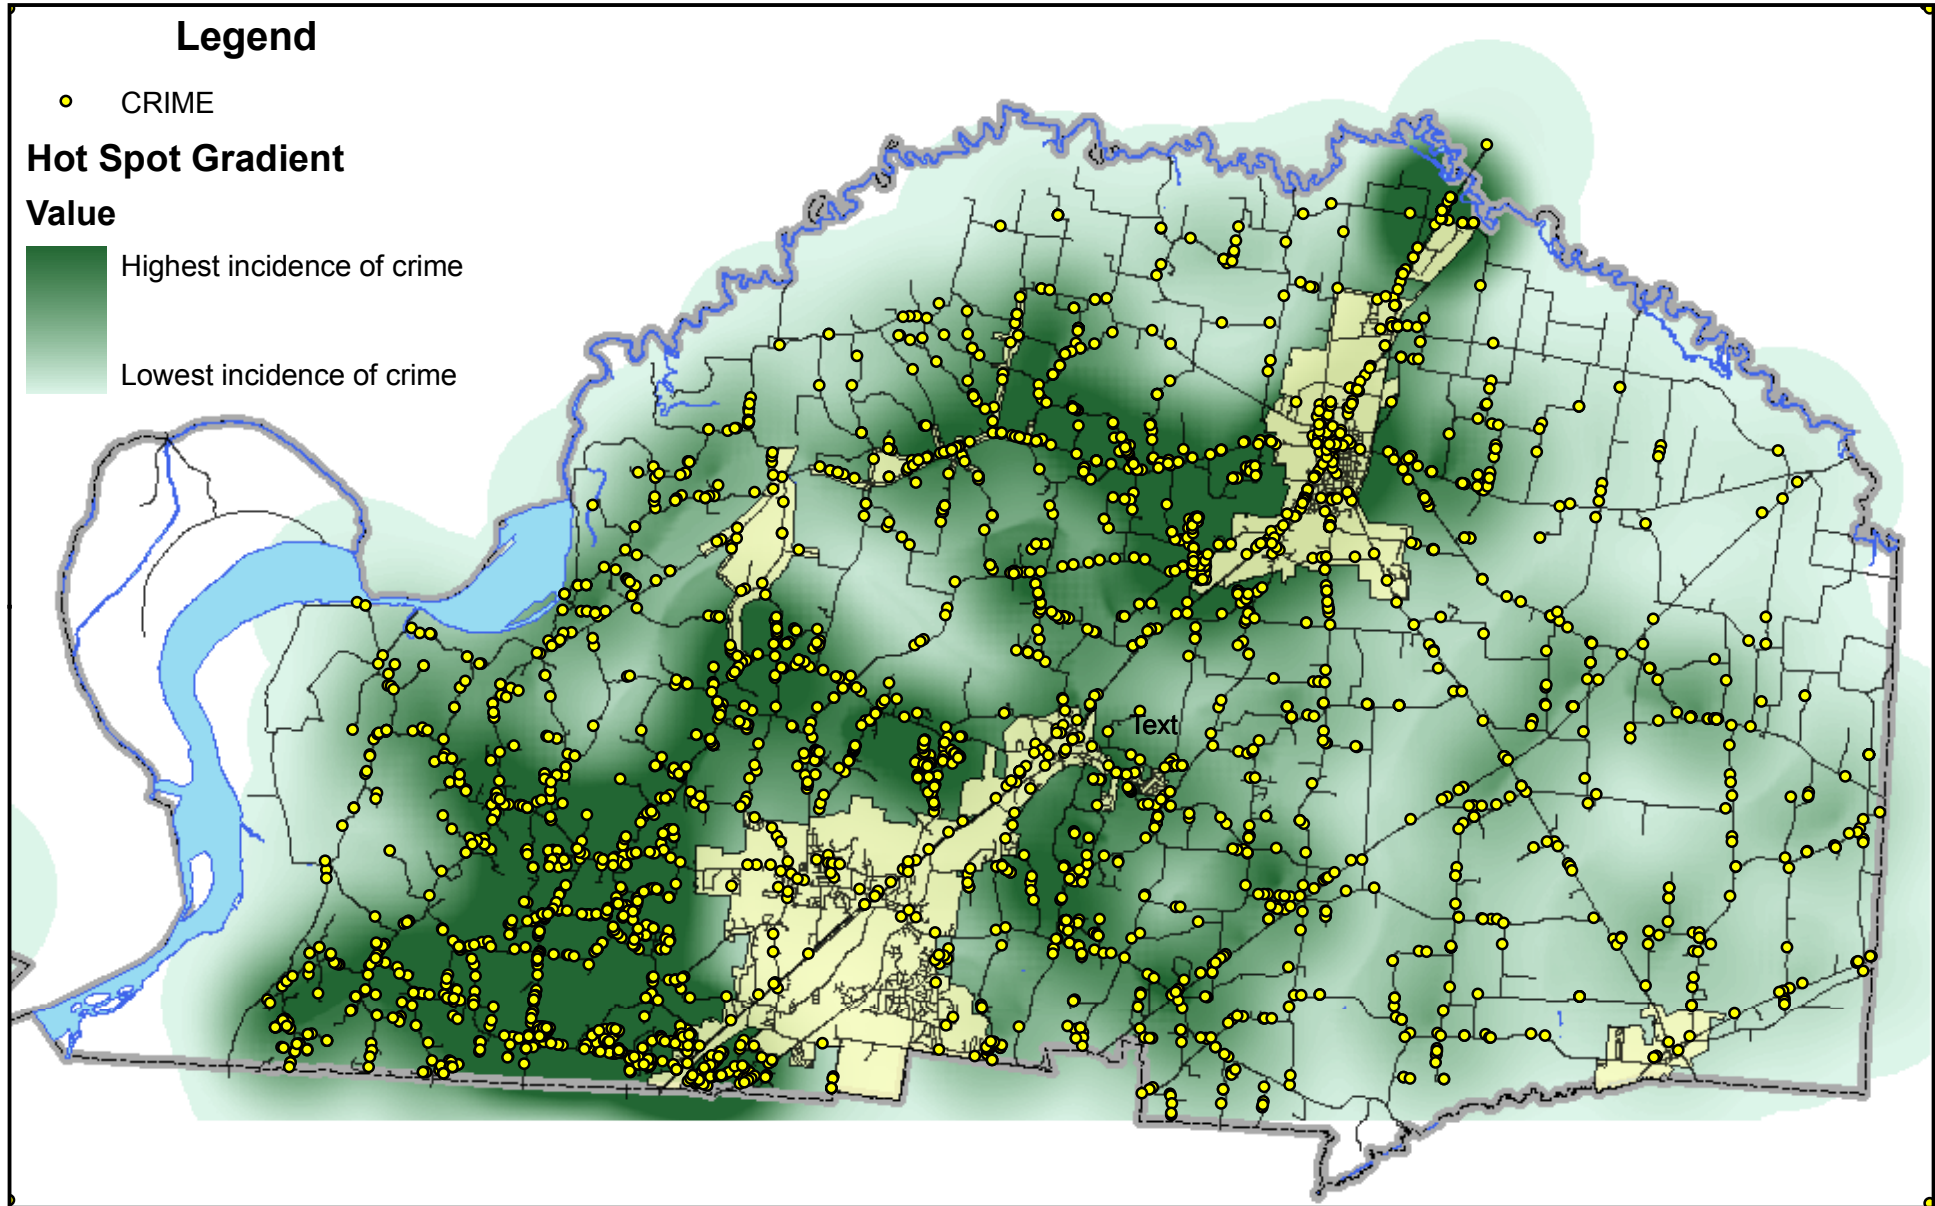 Legend
CRIME
Hot Spot Gradient
Value
Highest incidence of crime
Lowest incidence of crime
Text